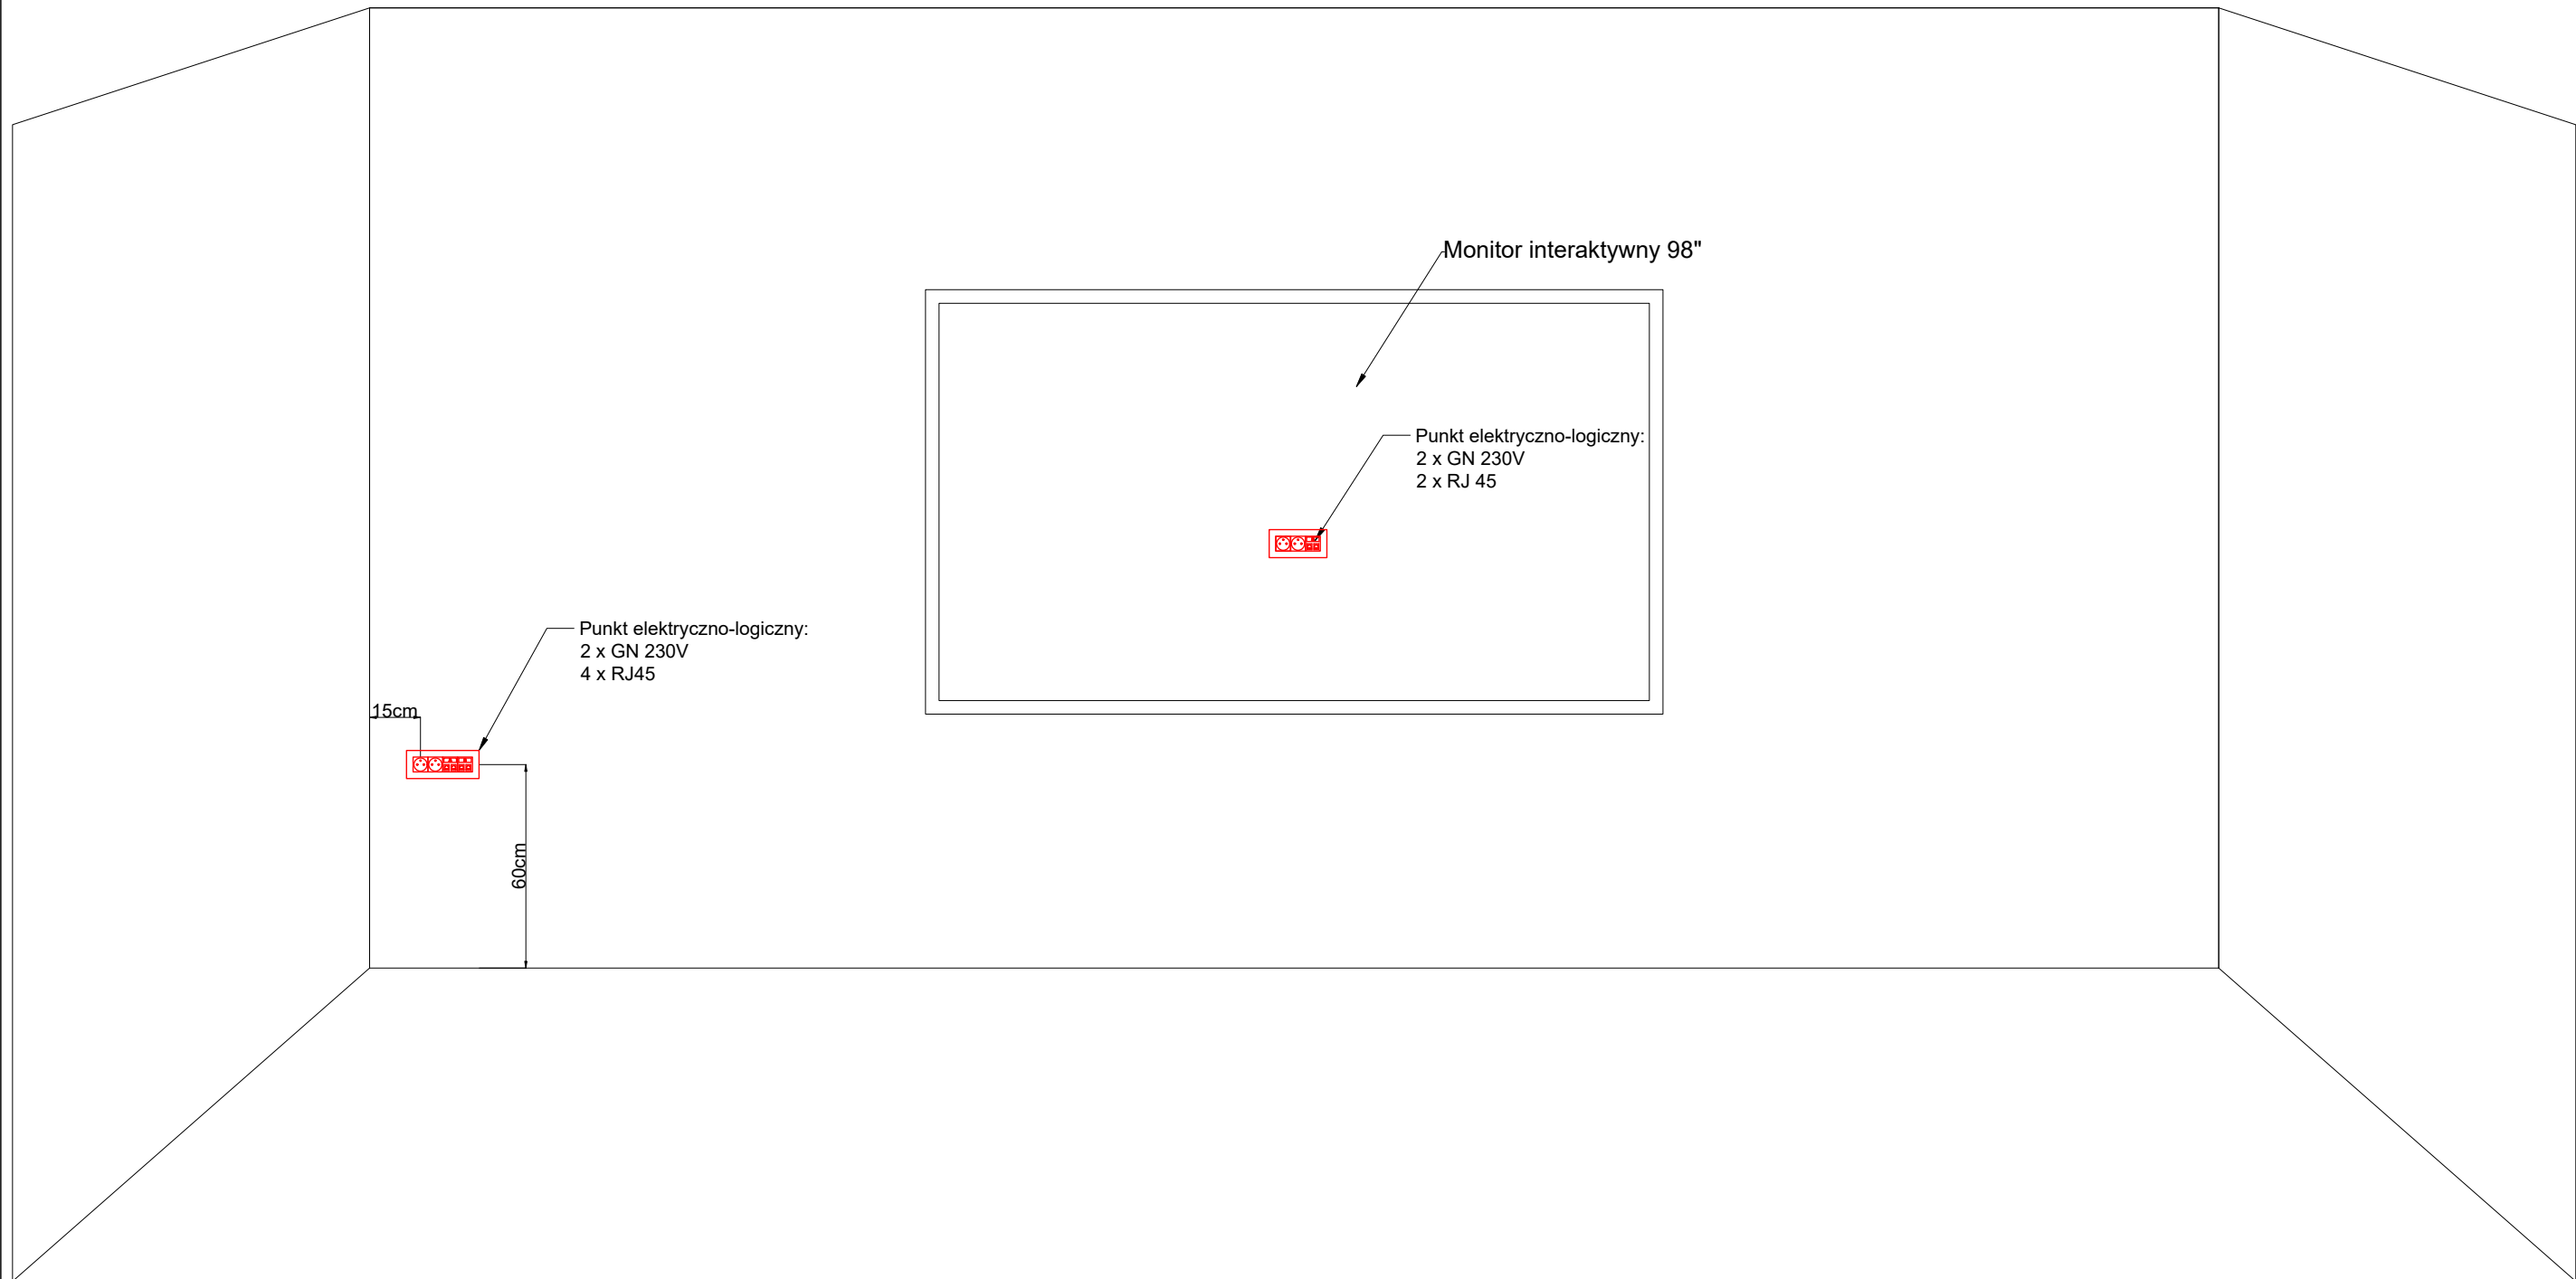 Monitor interaktywny 98"
Punkt elektryczno-logiczny:
2 x GN 230V
2 x RJ 45
Punkt elektryczno-logiczny:
2 x GN 230V
4 x RJ45
15cm
60cm